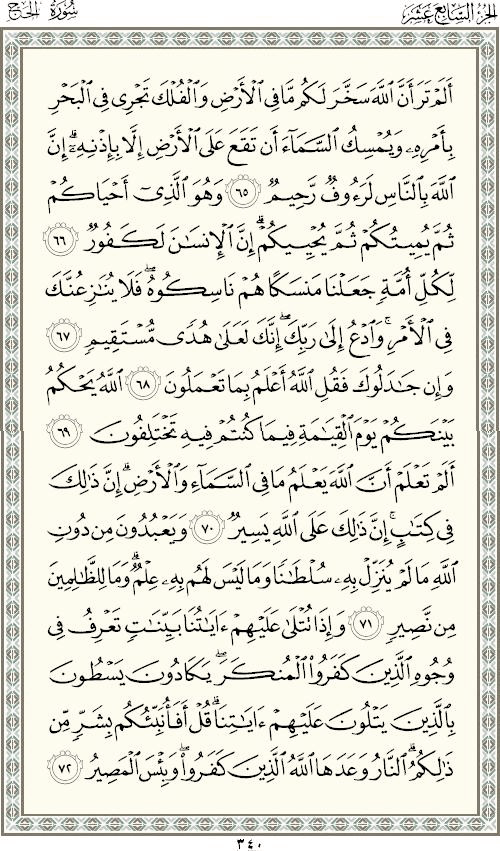 الجزء السابع عشر
سورة الحج
أَلَمْ تَرَ أَنَّ ٱللَّهَ سَخَّرَ لَكُم مَّا فِى ٱلْأَرْضِ وَٱلْفُلْكَ تَجْرِى فِى ٱلْبَحْرِ
بِأَمْرِهِۦ وَيُمْسِكُ ٱلسَّمَآءَ أَن تَقَعَ عَلَى ٱلْأَرْضِ إِلَّا بِإِذْنِهِۦٓ ۗ إِنَّ
ٱللَّهَ بِٱلنَّاسِ لَرَءُوفٌ رَّحِيمٌ ٦٥ وَهُوَ ٱلَّذِىٓ أَحْيَاكُمْ
ثُمَّ يُمِيتُكُمْ ثُمَّ يُحْيِيكُمْ ۗ إِنَّ ٱلْإِنسَـٰنَ لَكَفُورٌ ٦٦
لِّكُلِّ أُمَّةٍ جَعَلْنَا مَنسَكًا هُمْ نَاسِكُوهُ ۖ فَلَا يُنَـٰزِعُنَّكَ
فِى ٱلْأَمْرِ ۚ وَٱدْعُ إِلَىٰ رَبِّكَ ۖ إِنَّكَ لَعَلَىٰ هُدًى مُّسْتَقِيمٍ ٦٧
وَإِن جَـٰدَلُوكَ فَقُلِ ٱللَّهُ أَعْلَمُ بِمَا تَعْمَلُونَ ٦٨ ٱللَّهُ يَحْكُمُ
بَيْنَكُمْ يَوْمَ ٱلْقِيَـٰمَةِ فِيمَا كُنتُمْ فِيهِ تَخْتَلِفُونَ ٦٩
أَلَمْ تَعْلَمْ أَنَّ ٱللَّهَ يَعْلَمُ مَا فِى ٱلسَّمَآءِ وَٱلْأَرْضِ ۗ إِنَّ ذَٰلِكَ
فِى كِتَـٰبٍ ۚ إِنَّ ذَٰلِكَ عَلَى ٱللَّهِ يَسِيرٌ ٧٠ وَيَعْبُدُونَ مِن دُونِ
ٱللَّهِ مَا لَمْ يُنَزِّلْ بِهِۦ سُلْطَـٰنًا وَمَا لَيْسَ لَهُم بِهِۦ عِلْمٌ ۗ وَمَا لِلظَّـٰلِمِينَ
مِن نَّصِيرٍ ٧١ وَإِذَا تُتْلَىٰ عَلَيْهِمْ ءَايَـٰتُنَا بَيِّنَـٰتٍ تَعْرِفُ فِى
وُجُوهِ ٱلَّذِينَ كَفَرُوا۟ ٱلْمُنكَرَ ۖ يَكَادُونَ يَسْطُونَ
بِٱلَّذِينَ يَتْلُونَ عَلَيْهِمْ ءَايَـٰتِنَا ۗ قُلْ أَفَأُنَبِّئُكُم بِشَرٍّ مِّن
ذَٰلِكُمُ ۗ ٱلنَّارُ وَعَدَهَا ٱللَّهُ ٱلَّذِينَ كَفَرُوا۟ ۖ وَبِئْسَ ٱلْمَصِيرُ ٧٢
٣٤٠